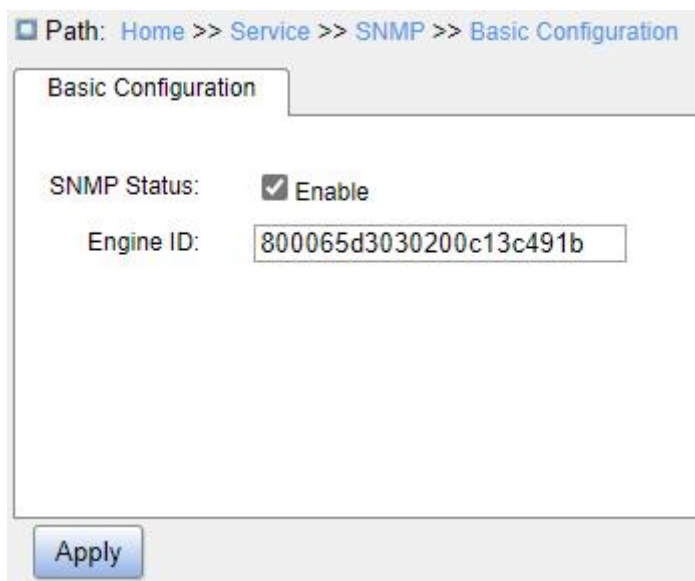 Path: Home >> Service >> SNMP >> Basic Configuration
Basic Configuration
SNMP Status: Enable
Engine ID: 800065d3030200c13c491b
Apply